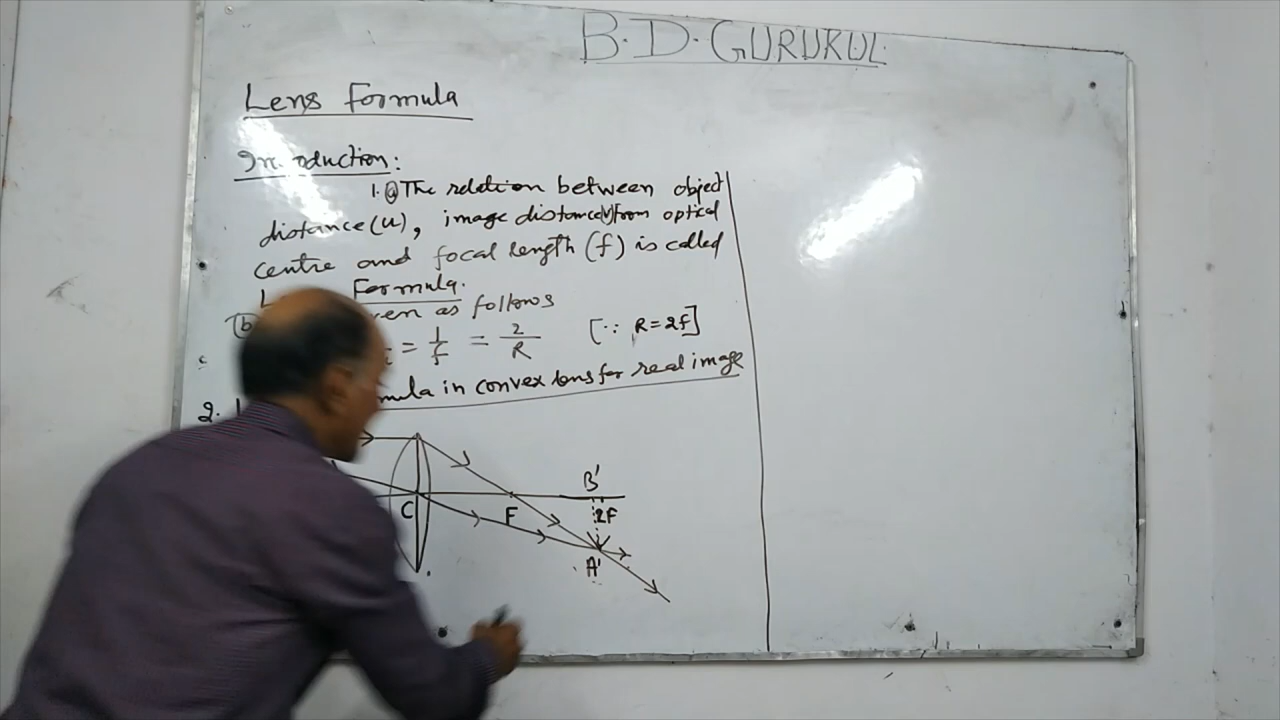 B.D.GURUKUL
Lens Formula
Introduction:
1. ⓐ The relation between object
distance (u), image distance (v) from optical
centre and focal length (f) is called
Formula.
ⓑ as follows
= 1/f = 2/R [∵ R=2f]
2. in convex lens for real image
B'
C F 2F
A'